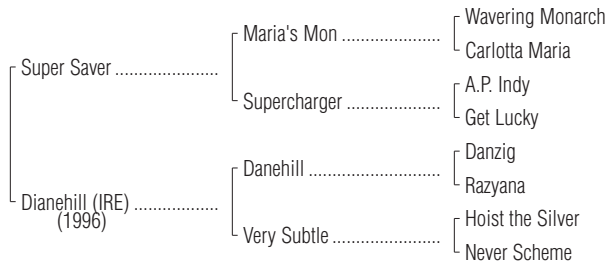 Wavering Monarch
Maria's Mon ....................
Carlotta Maria
Super Saver ......................
A.P. Indy
Supercharger ...................
Get Lucky
Danzig
Danehill ...........................
Razyana
Dianehill (IRE) .................
(1996)
Hoist the Silver
Very Subtle ......................
Never Scheme